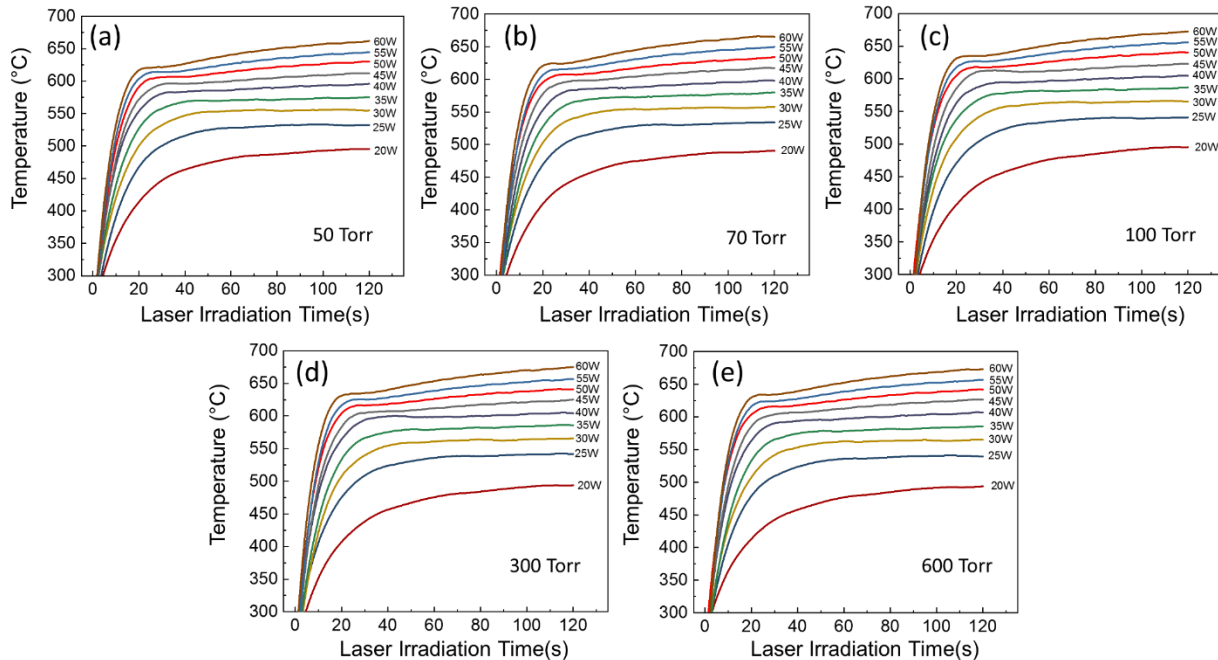 (a)
Temperature (°C)
700
650
600
550
500
450
400
350
300
60W
55W
50W
45W
40W
35W
30W
25W
20W
50 Torr
0 20 40 60 80 100 120
Laser Irradiation Time(s)
(b)
Temperature (°C)
700
650
600
550
500
450
400
350
300
60W
55W
50W
45W
40W
35W
30W
25W
20W
70 Torr
0 20 40 60 80 100 120
Laser Irradiation Time(s)
(c)
Temperature (°C)
700
650
600
550
500
450
400
350
300
60W
55W
50W
45W
40W
35W
30W
25W
20W
100 Torr
0 20 40 60 80 100 120
Laser Irradiation Time(s)
(d)
Temperature (°C)
700
650
600
550
500
450
400
350
300
60W
55W
50W
45W
40W
35W
30W
25W
20W
300 Torr
0 20 40 60 80 100 120
Laser Irradiation Time(s)
(e)
Temperature (°C)
700
650
600
550
500
450
400
350
300
60W
55W
50W
45W
40W
35W
30W
25W
20W
600 Torr
0 20 40 60 80 100 120
Laser Irradiation Time(s)